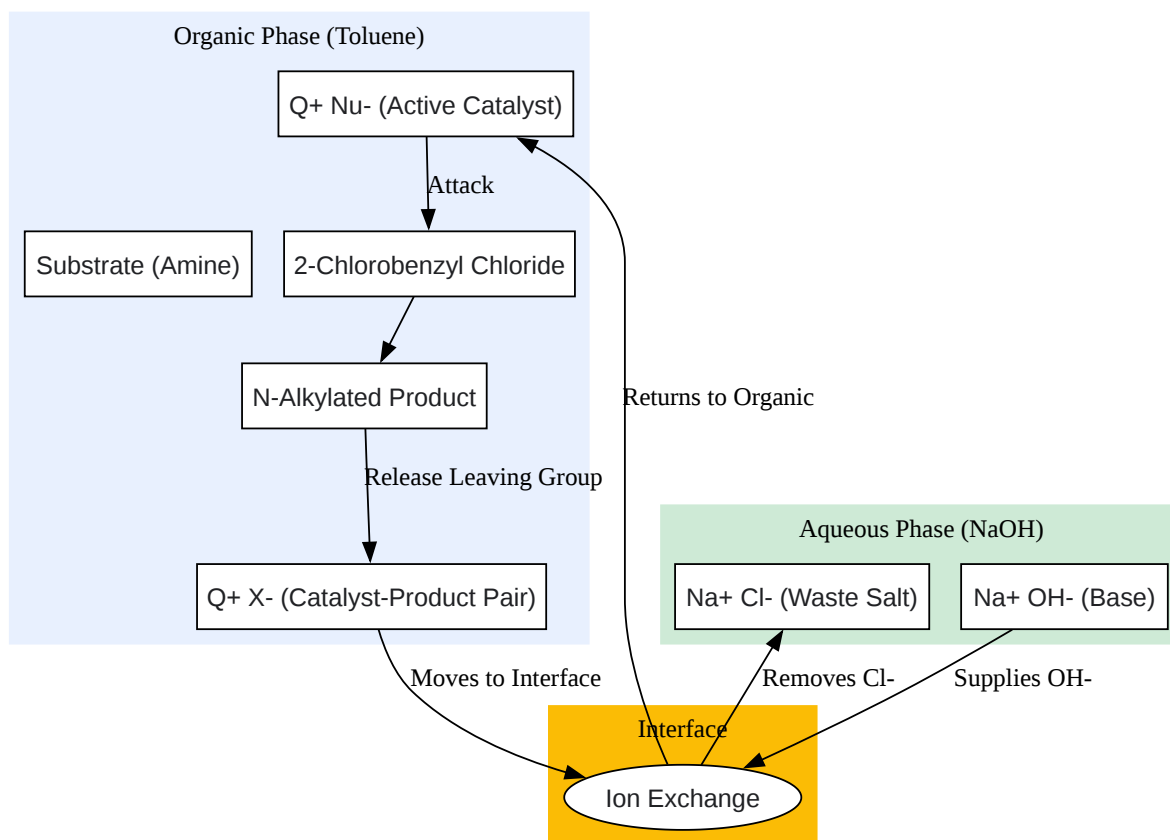 Organic Phase (Toluene)
Q+ Nu- (Active Catalyst)
Attack
Substrate (Amine)
2-Chlorobenzyl Chloride
N-Alkylated Product
Returns to Organic
Release Leaving Group
Aqueous Phase (NaOH)
Q+ X- (Catalyst-Product Pair)
Na+ Cl- (Waste Salt)
Na+ OH- (Base)
Moves to Interface
Removes Cl-
Supplies OH-
Interface
Ion Exchange